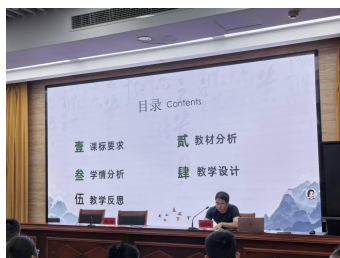 目录 Contents
壹 课标要求
贰 教材分析
叁 学情分析
肆 教学设计
伍 教学反思